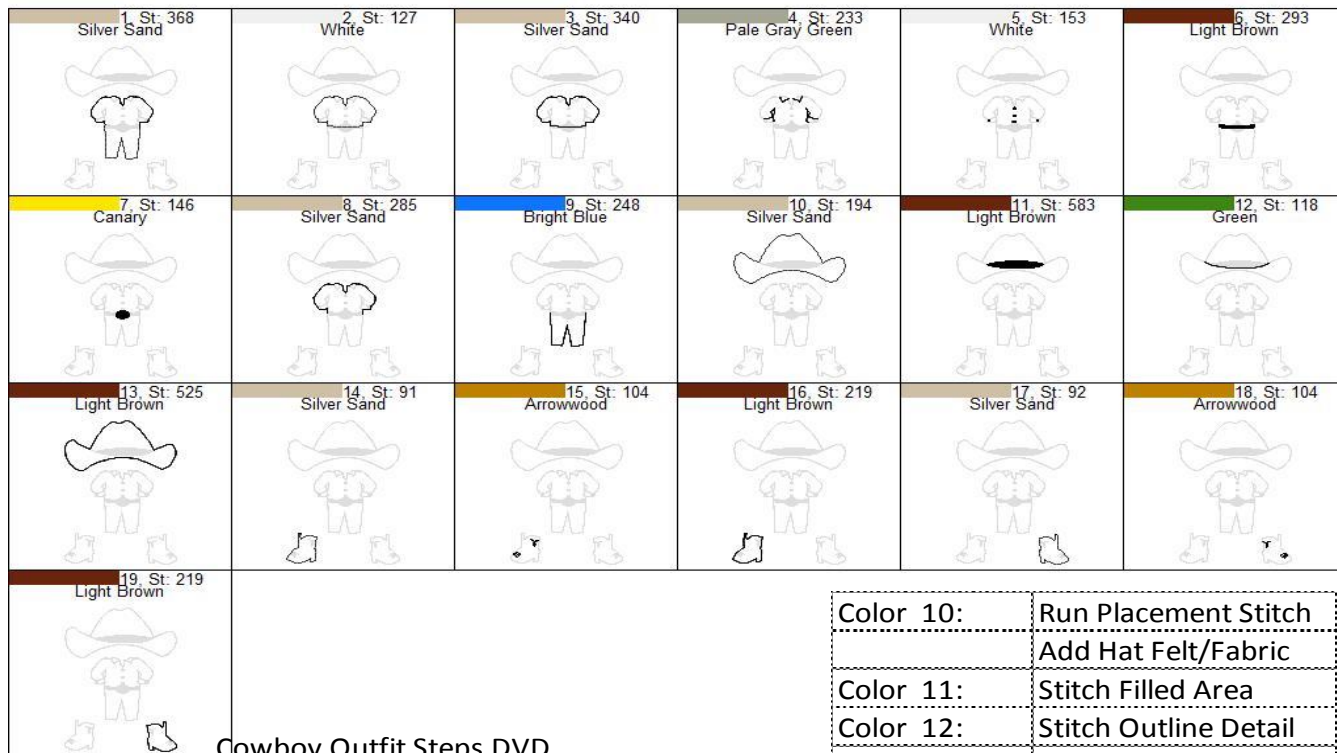 1, St: 368
Silver Sand
2, St: 127
White
3, St: 340
Silver Sand
4, St: 233
Pale Gray Green
5, St: 153
White
6, St: 293
Light Brown
7, St: 146
Canary
8, St: 285
Silver Sand
9, St: 248
Bright Blue
10, St: 194
Silver Sand
11, St: 583
Light Brown
12, St: 118
Green
13, St: 525
Light Brown
14, St: 91
Silver Sand
15, St: 104
Arrowwood
16, St: 219
Light Brown
17, St: 92
Silver Sand
18, St: 104
Arrowwood
19, St: 219
Light Brown
Color 10: Run Placement Stitch
Add Hat Felt/Fabric
Color 11: Stitch Filled Area
Color 12: Stitch Outline Detail
Cowboy Outfit Steps DVD